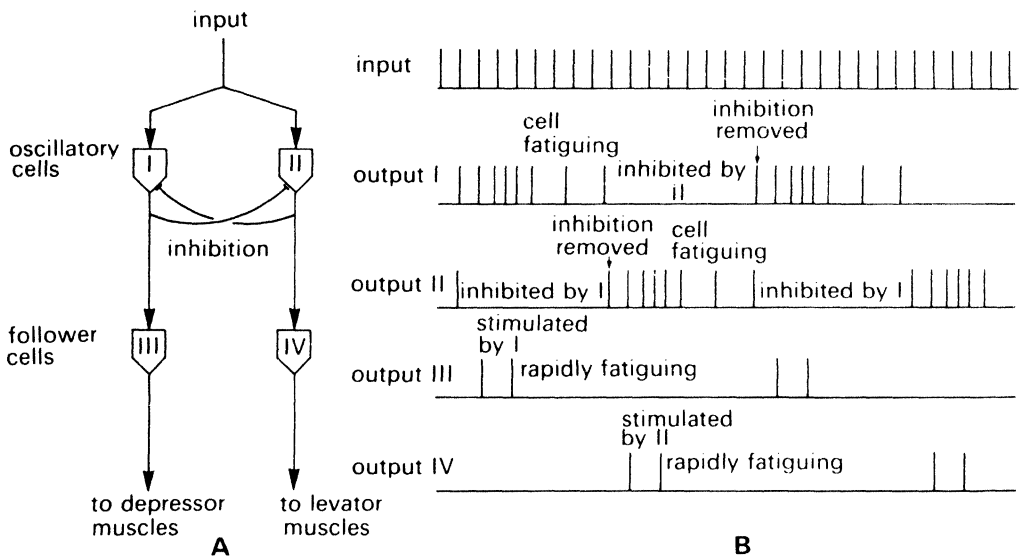 input
oscillatory
cells
I
II
inhibition
follower
cells
III
IV
to depressor
muscles
to levator
muscles
A
input
cell
fatiguing
inhibition
removed
output I
inhibited by
II
inhibition
removed
cell
fatiguing
output II
inhibited by I
inhibited by I
stimulated
by I
output III
rapidly fatiguing
stimulated
by II
output IV
rapidly fatiguing
B